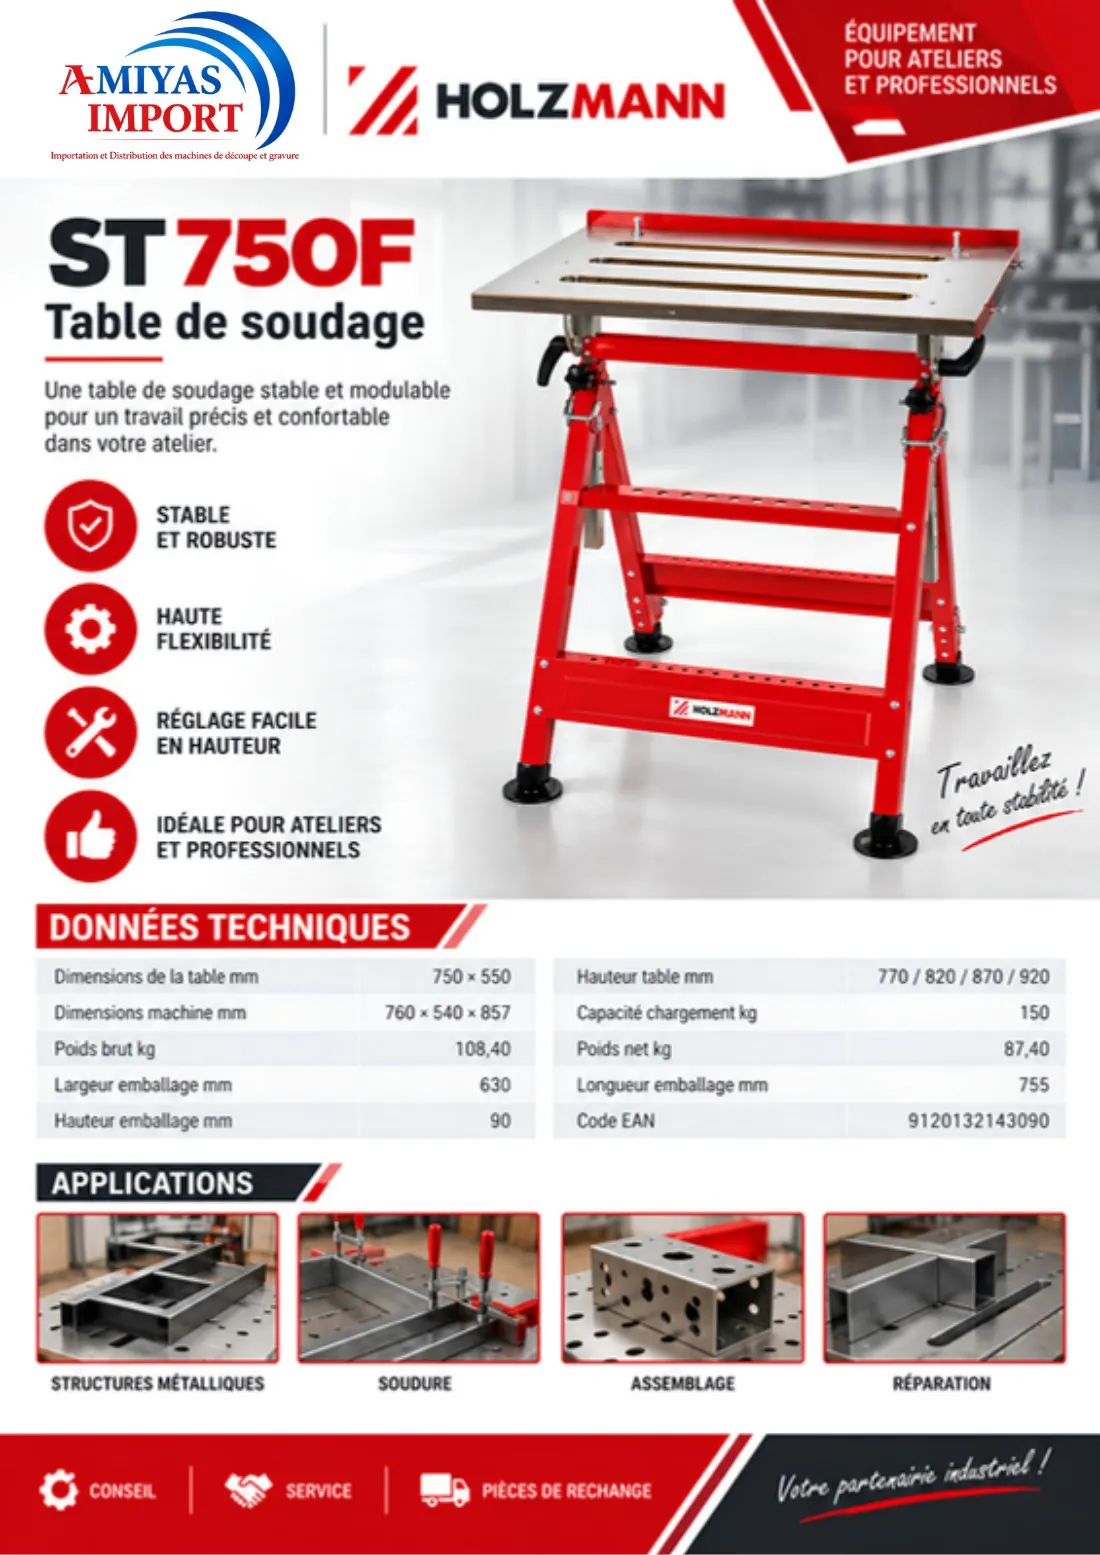 AMIYAS
IMPORT
Importation et Distribution des machines de découpe et gravure
HOLZMANN
ÉQUIPEMENT
POUR ATELIERS
ET PROFESSIONNELS
ST 750F
Table de soudage
Une table de soudage stable et modulable
pour un travail précis et confortable
dans votre atelier.
STABLE
ET ROBUSTE
HAUTE
FLEXIBILITÉ
RÉGLAGE FACILE
EN HAUTEUR
IDÉALE POUR ATELIERS
ET PROFESSIONNELS
HOLZMANN
Travaillez
en toute stabilité !
DONNÉES TECHNIQUES
Dimensions de la table mm 750 × 550
Dimensions machine mm 760 × 540 × 857
Poids brut kg 108,40
Largeur emballage mm 630
Hauteur emballage mm 90
Hauteur table mm 770 / 820 / 870 / 920
Capacité chargement kg 150
Poids net kg 87,40
Longueur emballage mm 755
Code EAN 9120132143090
APPLICATIONS
STRUCTURES MÉTALLIQUES
SOUDURE
ASSEMBLAGE
RÉPARATION
CONSEIL
SERVICE
PIÈCES DE RECHANGE
Votre partenairie industriel !